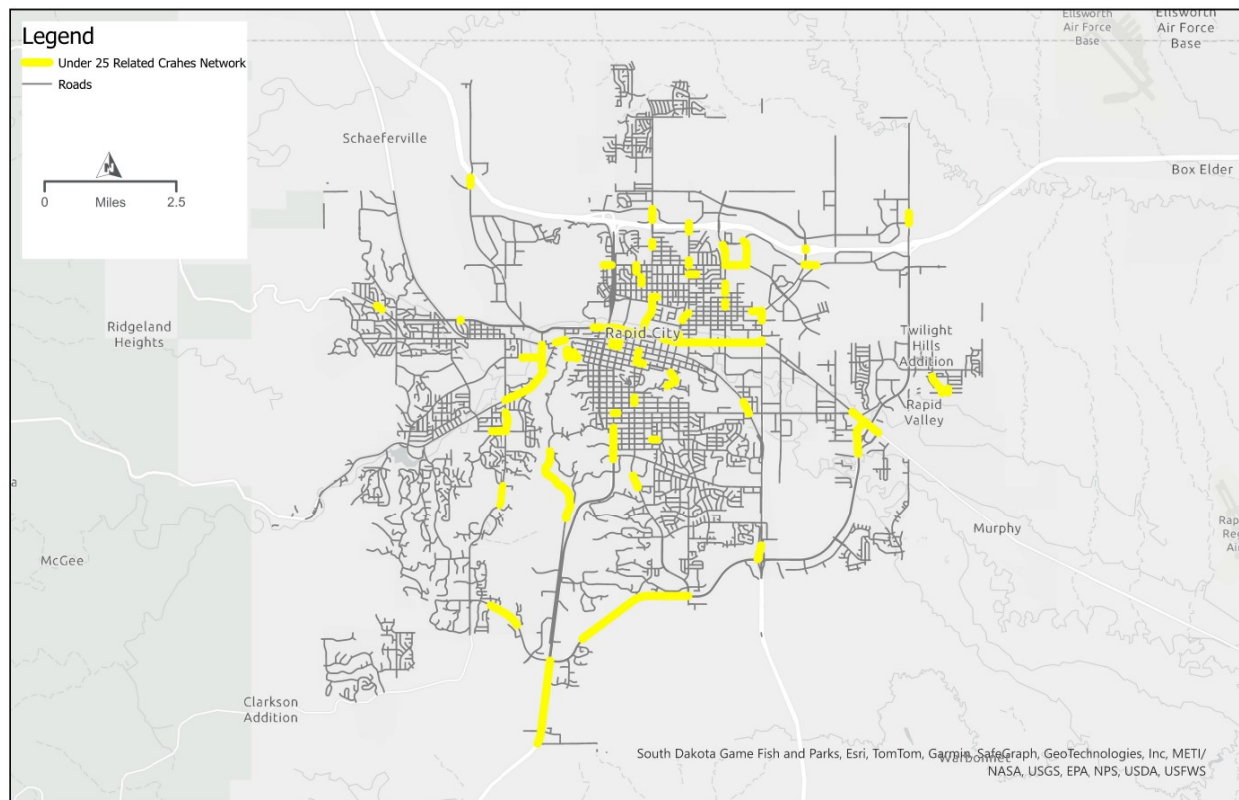 Legend
Under 25 Related Crahes Network
Roads
0 Miles 2.5
Ellsworth
Air Force
Base
Ellsworth
Air Force
Base
Schaeferville
Box Elder
Ridgeland
Heights
Rapid City
Twilight
Hills
Addition
Rapid
Valley
Murphy
McGee
Clarkson
Addition
Warbonnet
South Dakota Game Fish and Parks, Esri, TomTom, Garmin, SafeGraph, GeoTechnologies, Inc, METI/
NASA, USGS, EPA, NPS, USDA, USFWS